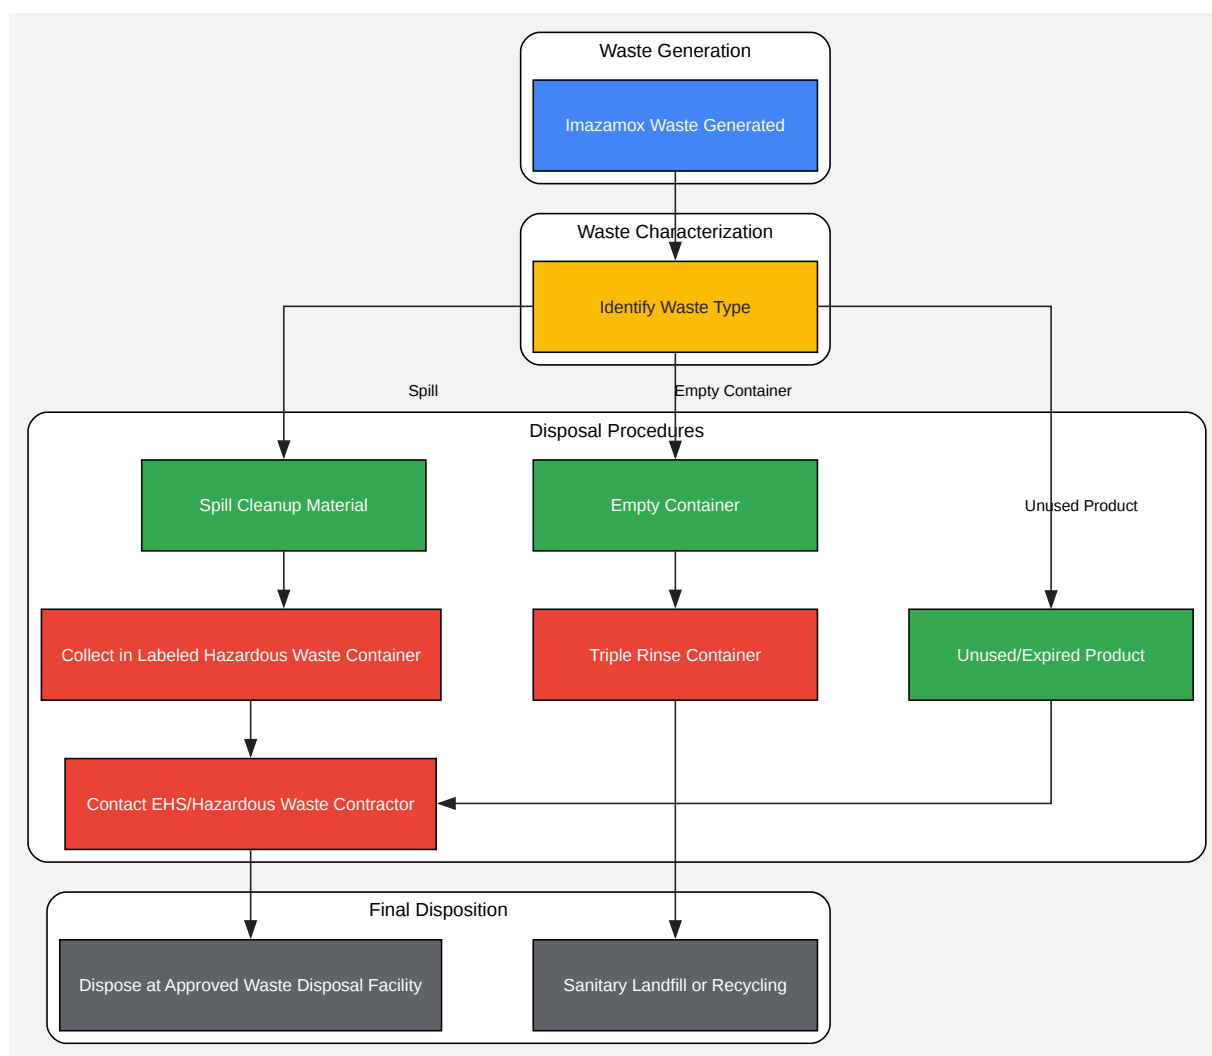 Waste Generation
Imazamox Waste Generated
Waste Characterization
Identify Waste Type
Spill
Empty Container
Disposal Procedures
Spill Cleanup Material
Empty Container
Unused Product
Collect in Labeled Hazardous Waste Container
Triple Rinse Container
Unused/Expired Product
Contact EHS/Hazardous Waste Contractor
Final Disposition
Dispose at Approved Waste Disposal Facility
Sanitary Landfill or Recycling